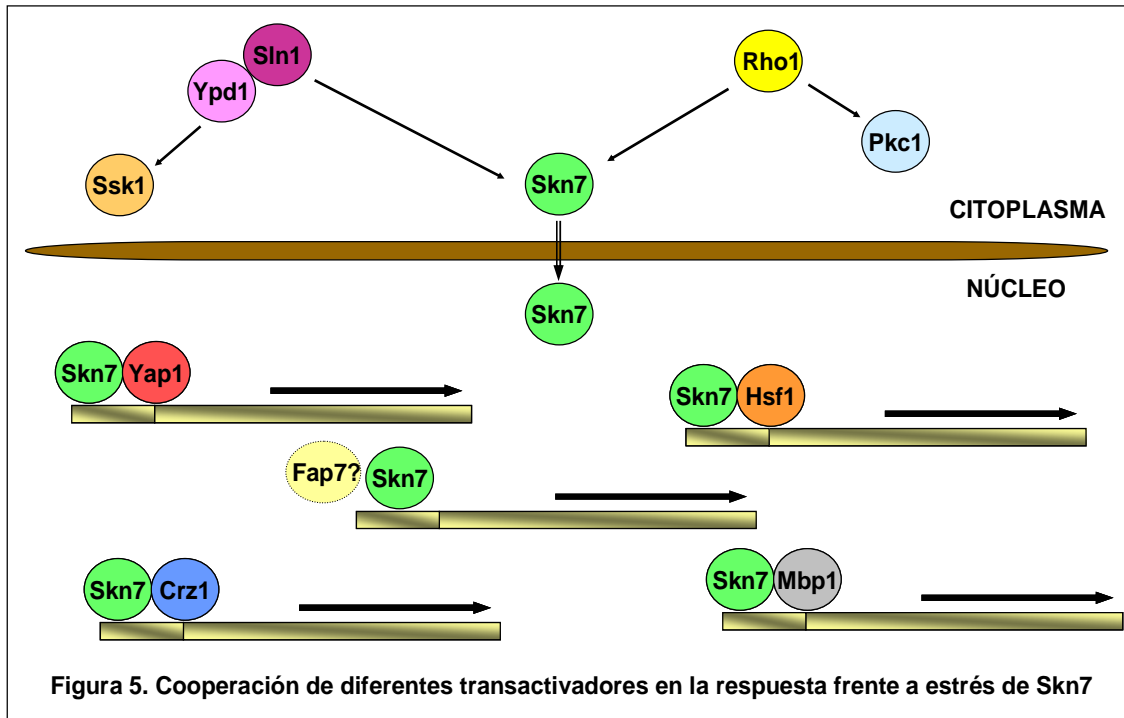 Sln1
Rho1
Ypd1
Pkc1
Ssk1
Skn7
CITOPLASMA
NÚCLEO
Skn7
Skn7 Yap1
Skn7 Hsf1
Fap7? Skn7
Skn7 Crz1
Skn7 Mbp1
Figura 5. Cooperación de diferentes transactivadores en la respuesta frente a estrés de Skn7